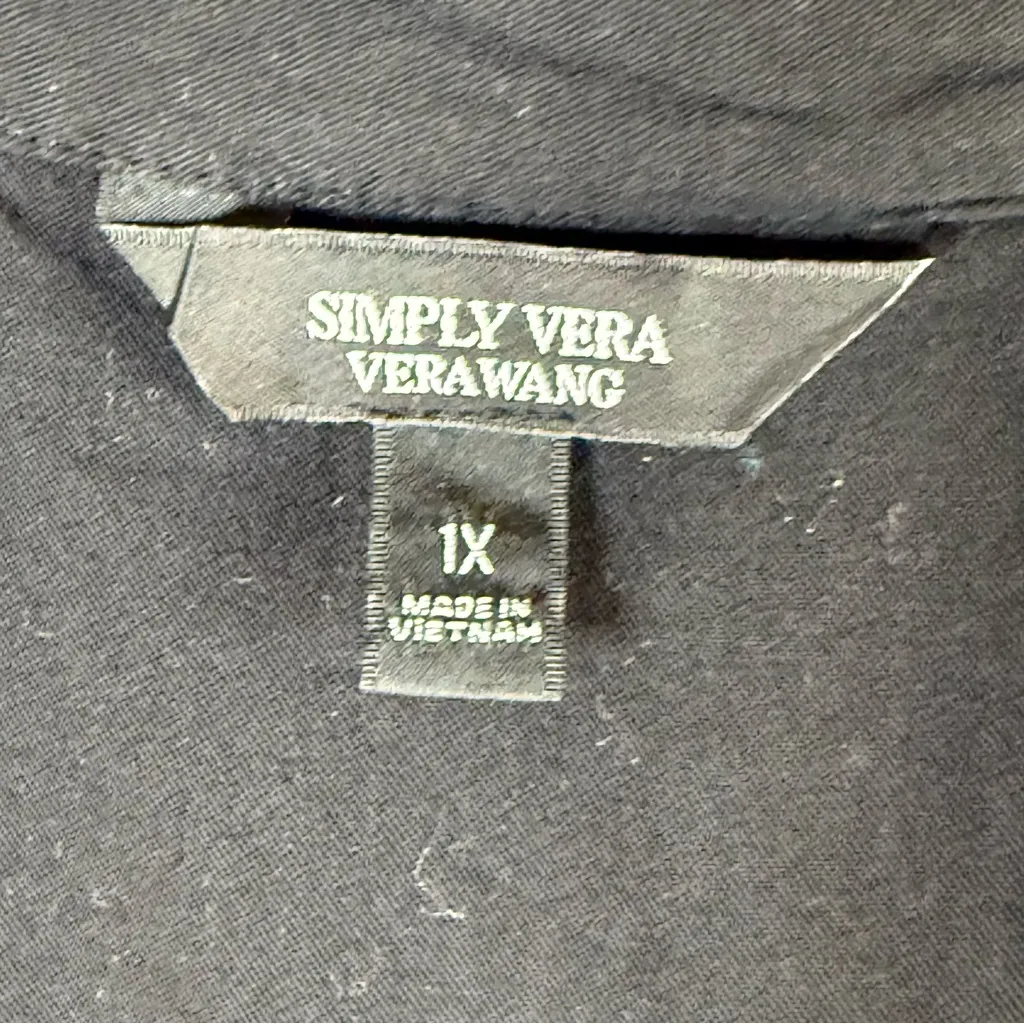 SIMPLY VERA
VERAWANG
1X
MADE IN
VIETNAM